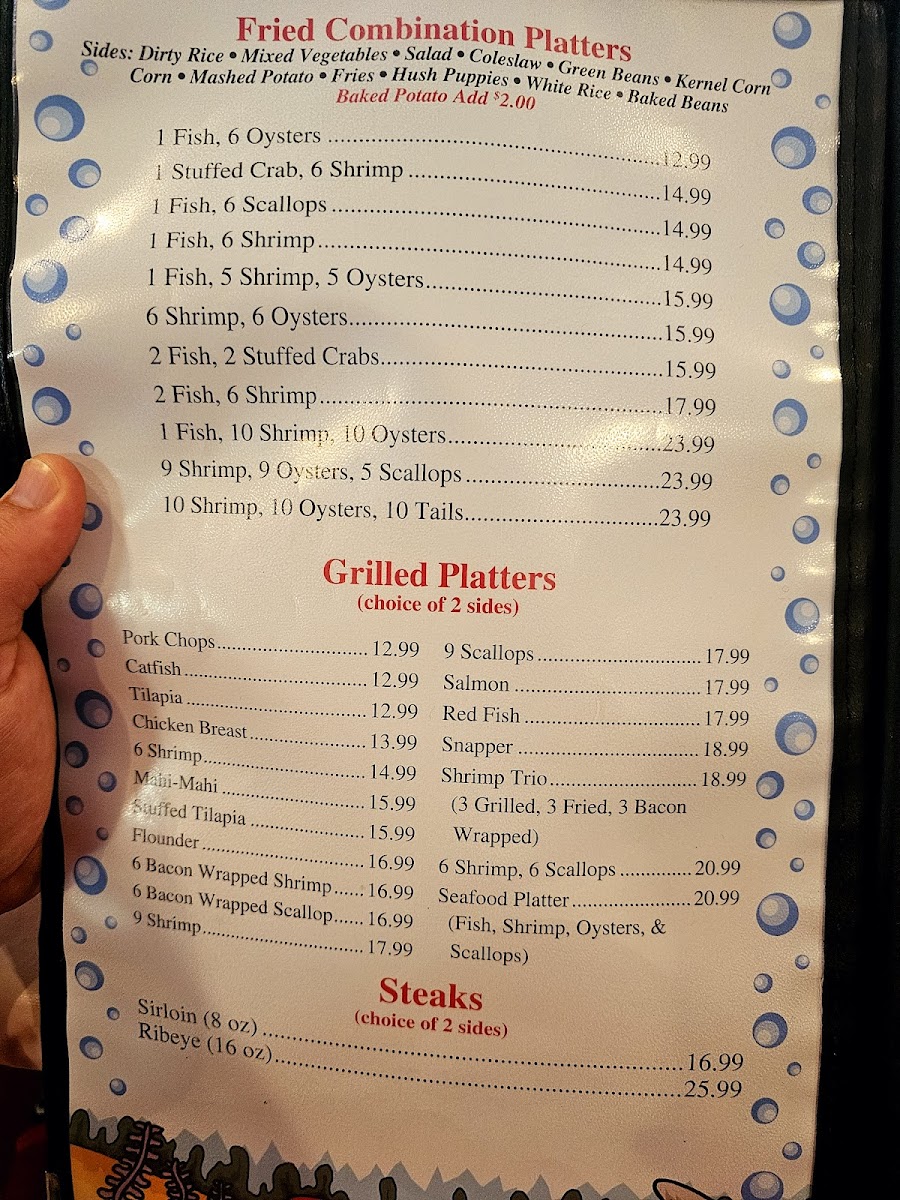 Fried Combination Platters
Sides: Dirty Rice • Mixed Vegetables • Salad • Coleslaw • Green Beans • Kernel Corn
Corn • Mashed Potato • Fries • Hush Puppies • White Rice • Baked Beans
Baked Potato Add $2.00
1 Fish, 6 Oysters ........ 12.99
1 Stuffed Crab, 6 Shrimp ........ 14.99
1 Fish, 6 Scallops ........ 14.99
1 Fish, 6 Shrimp ........ 14.99
1 Fish, 5 Shrimp, 5 Oysters ........ 15.99
6 Shrimp, 6 Oysters ........ 15.99
2 Fish, 2 Stuffed Crabs ........ 15.99
2 Fish, 6 Shrimp ........ 17.99
1 Fish, 10 Shrimp, 10 Oysters ........ 23.99
9 Shrimp, 9 Oysters, 5 Scallops ........ 23.99
10 Shrimp, 10 Oysters, 10 Tails ........ 23.99
Grilled Platters
(choice of 2 sides)
Pork Chops ........ 12.99
Catfish ........ 12.99
Tilapia ........ 12.99
Chicken Breast ........ 13.99
6 Shrimp ........ 14.99
Mahi-Mahi ........ 15.99
Stuffed Tilapia ........ 15.99
Flounder ........ 16.99
6 Bacon Wrapped Shrimp ...... 16.99
6 Bacon Wrapped Scallop ...... 16.99
9 Shrimp ........ 17.99
9 Scallops ........ 17.99
Salmon ........ 17.99
Red Fish ........ 17.99
Snapper ........ 18.99
Shrimp Trio ........ 18.99
(3 Grilled, 3 Fried, 3 Bacon
Wrapped)
6 Shrimp, 6 Scallops ........ 20.99
Seafood Platter ........ 20.99
(Fish, Shrimp, Oysters, &
Scallops)
Steaks
(choice of 2 sides)
Sirloin (8 oz) ........ 16.99
Ribeye (16 oz) ........ 25.99